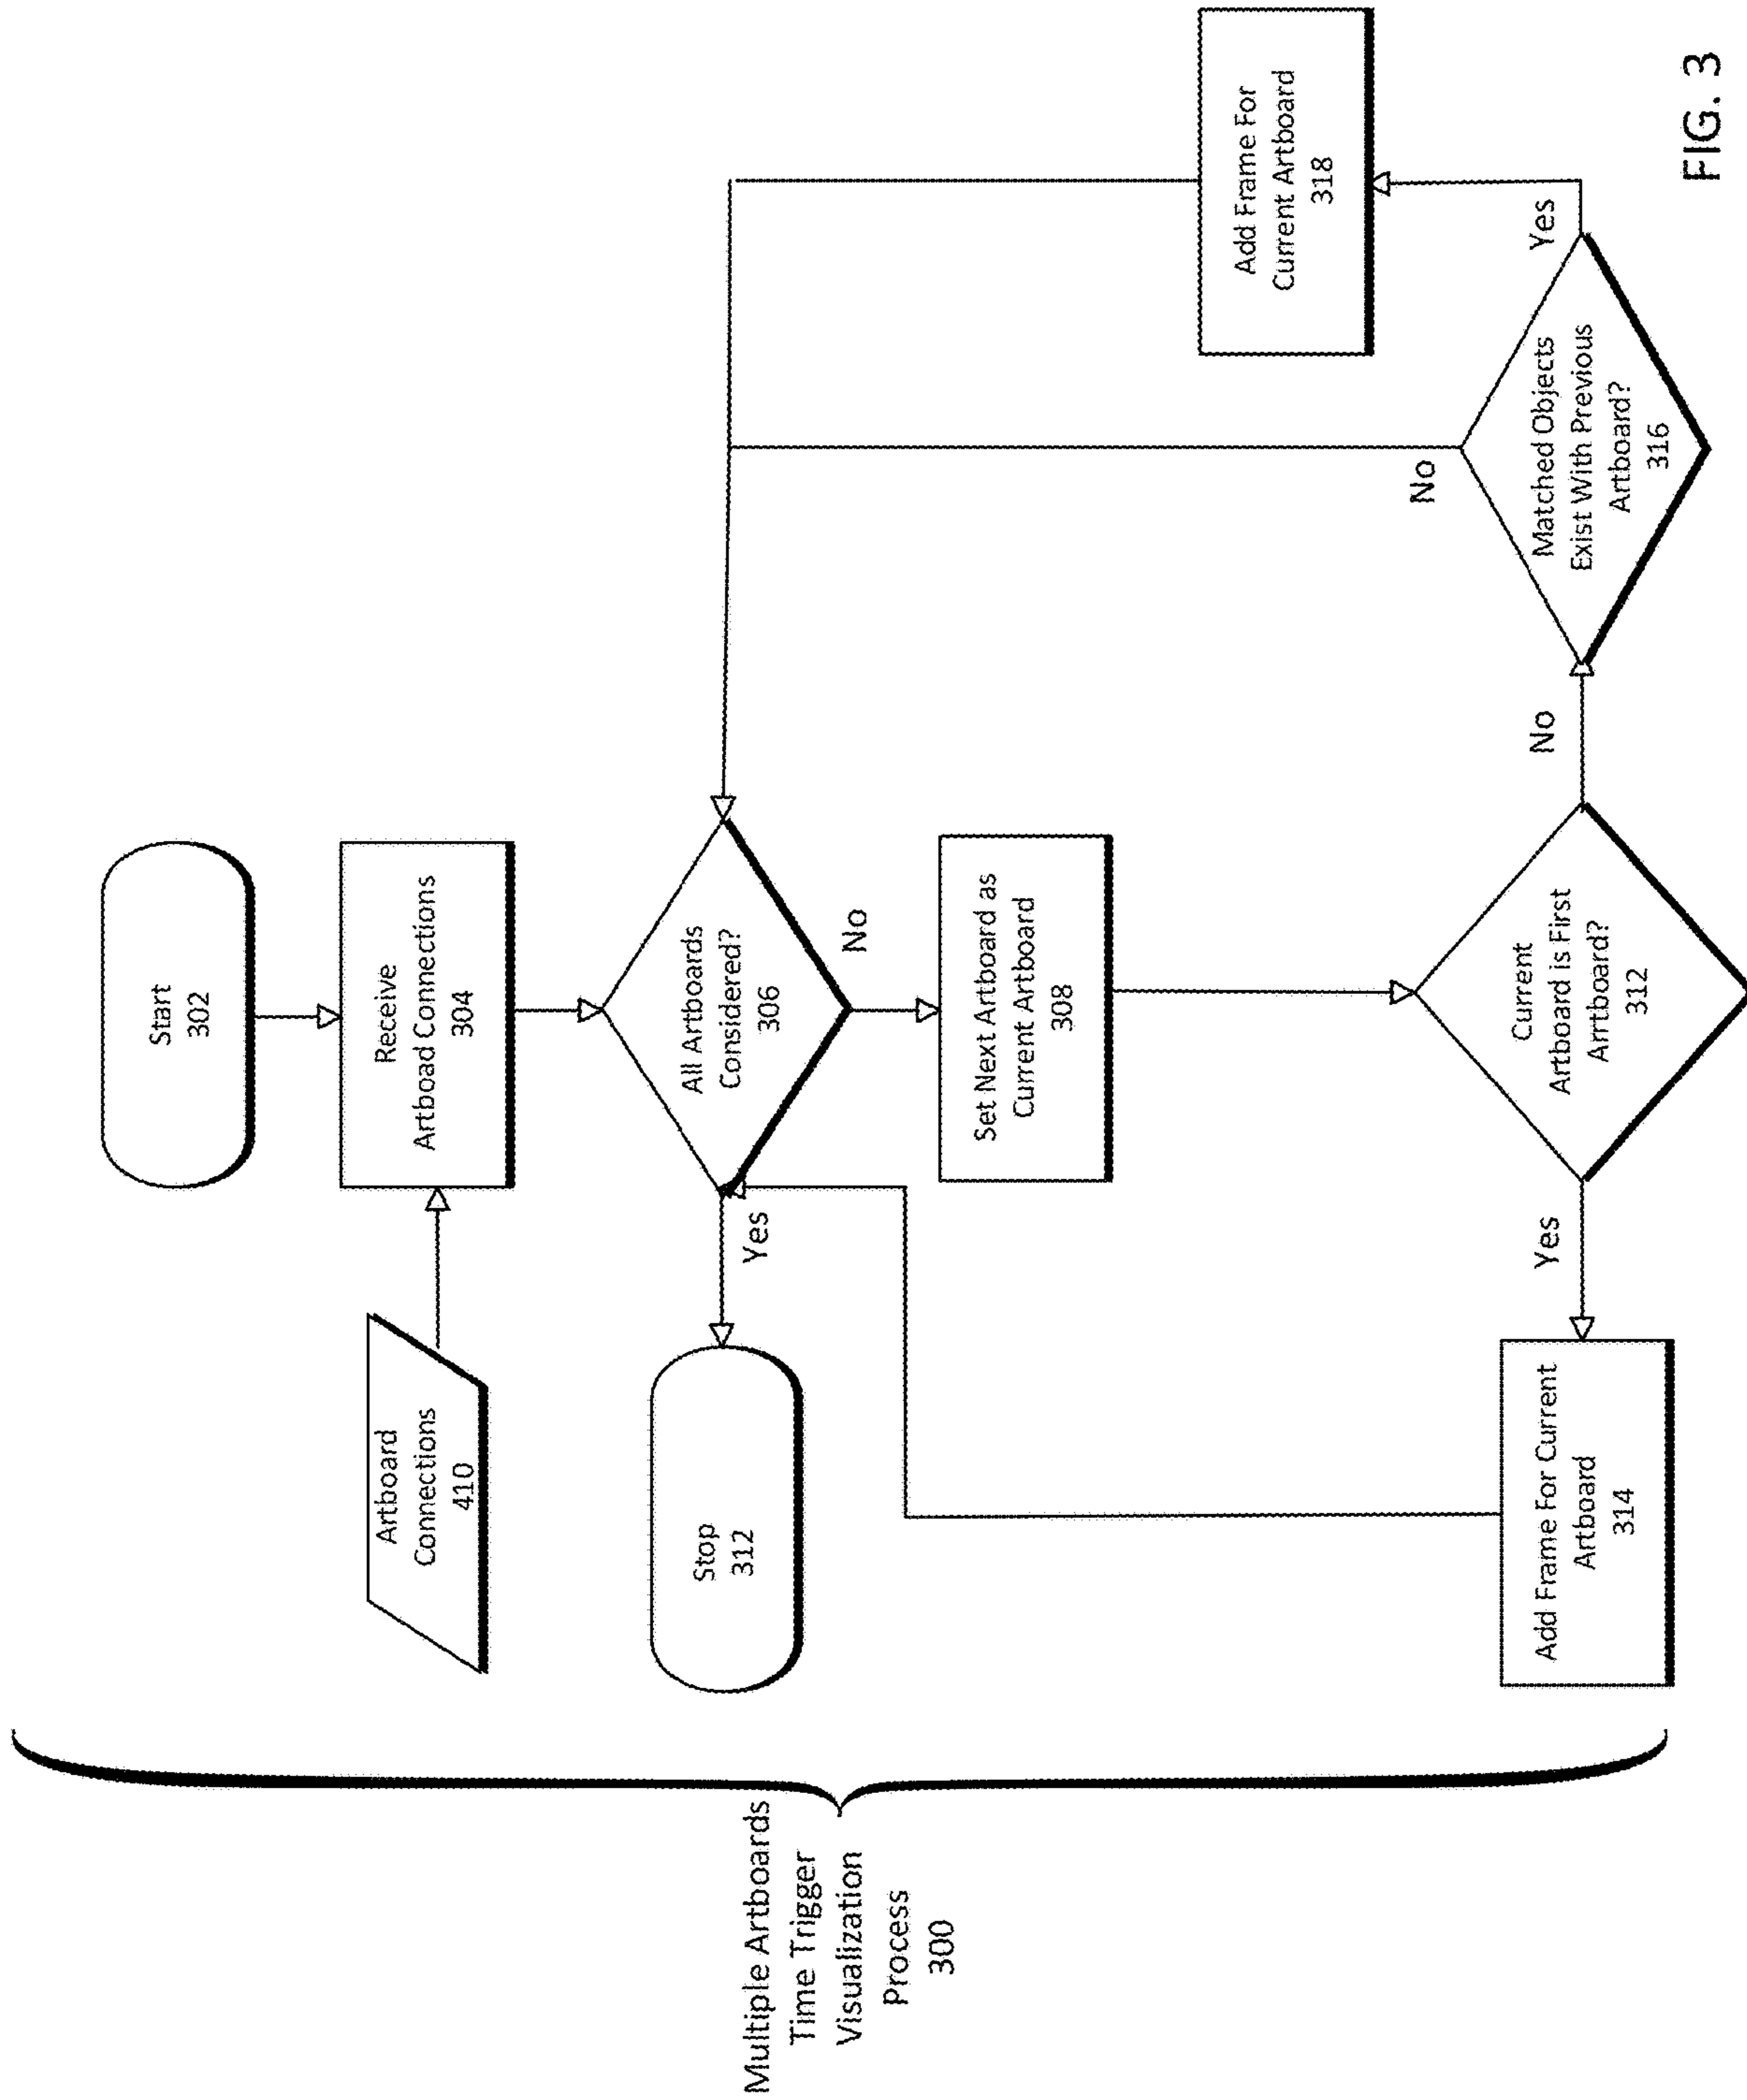 Start
302
Artboard
Connections
410
Receive
Artboad Connections
304
Stop
312
Yes
All Artboards
Considered?
306
No
Set Next Artboard as
Current Artboard
308
Add Frame For Current
Artboard
314
Yes
Current
Artboard is First
Arrtboard?
312
No
Matched Objects
Exist With Previous
Artboard?
316
No
Yes
Add Frame For
Current Artboard
318
Multiple Artboards
Time Trigger
Visualization
Process
300
FIG. 3